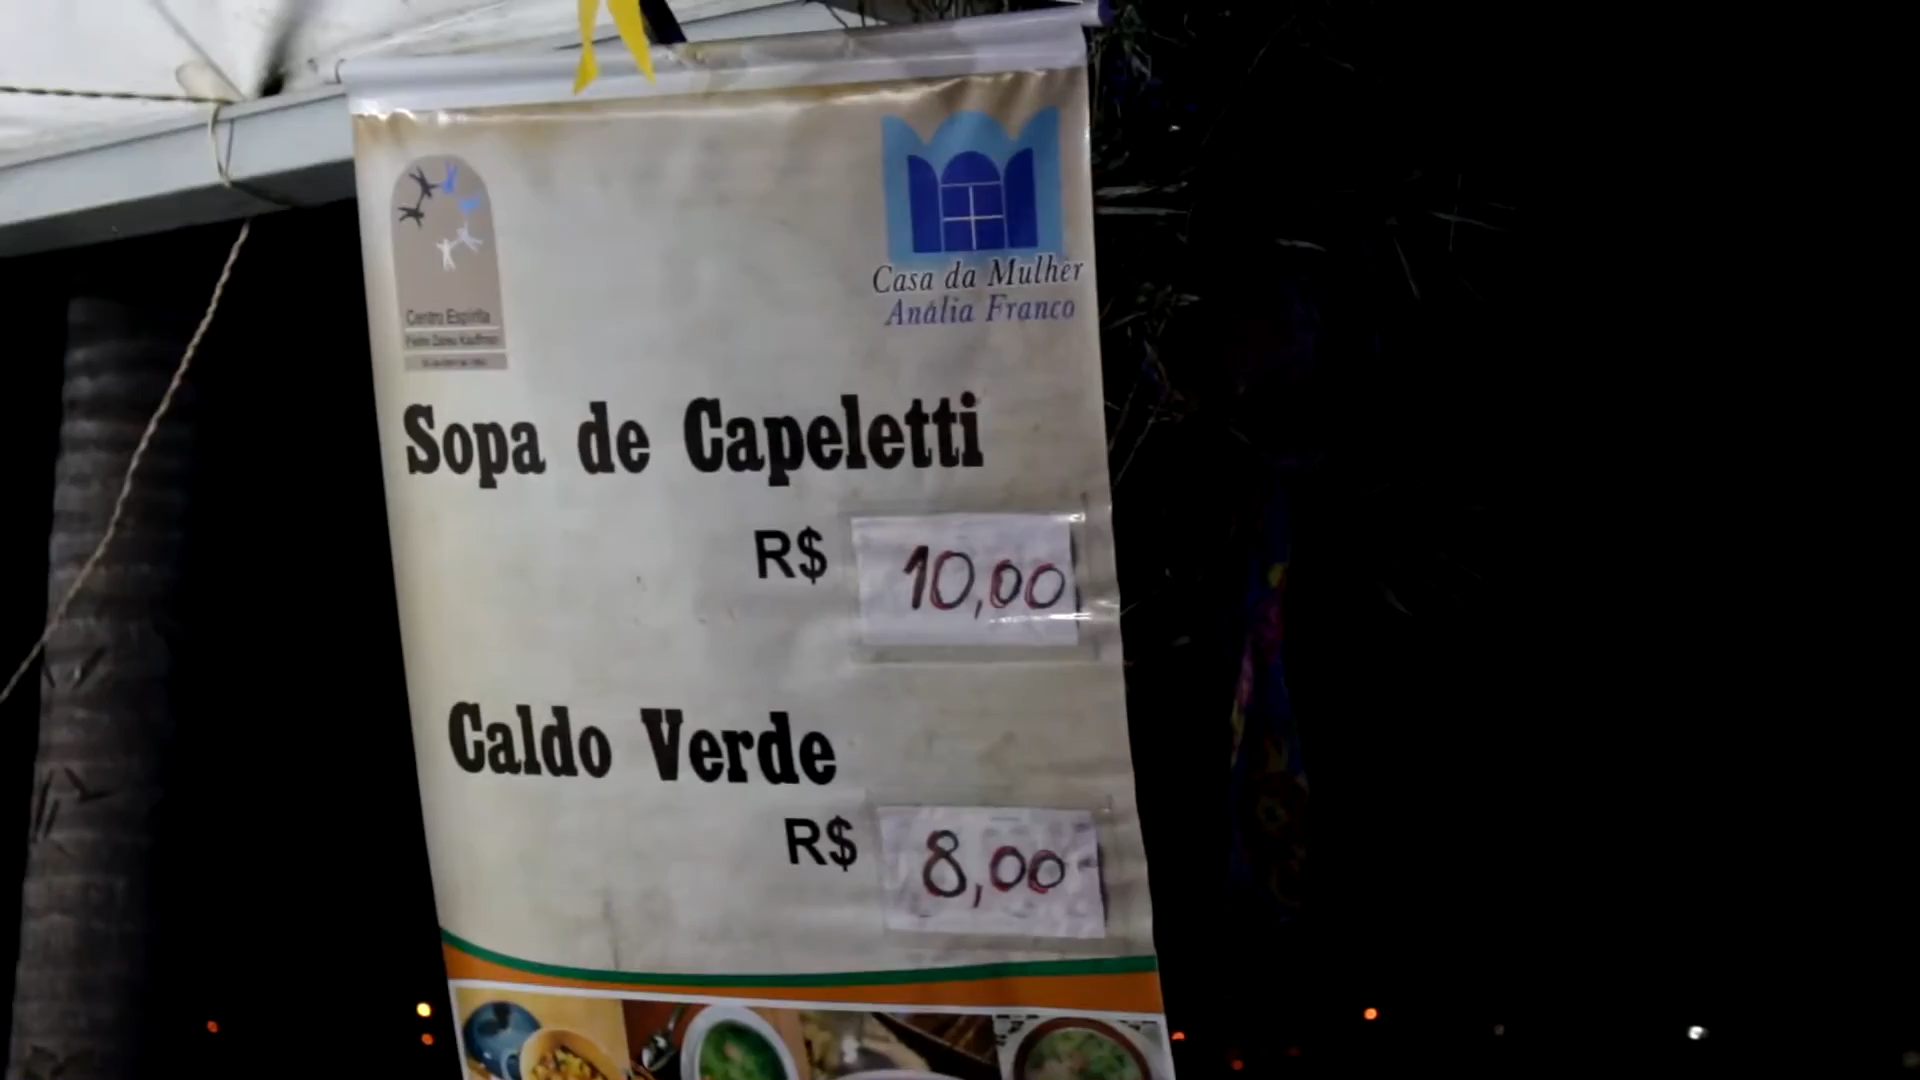 Centro Espírita
Casa da Mulher
Anália Franco
Sopa de Capeletti
R$ 10,00
Caldo Verde
R$ 8,00